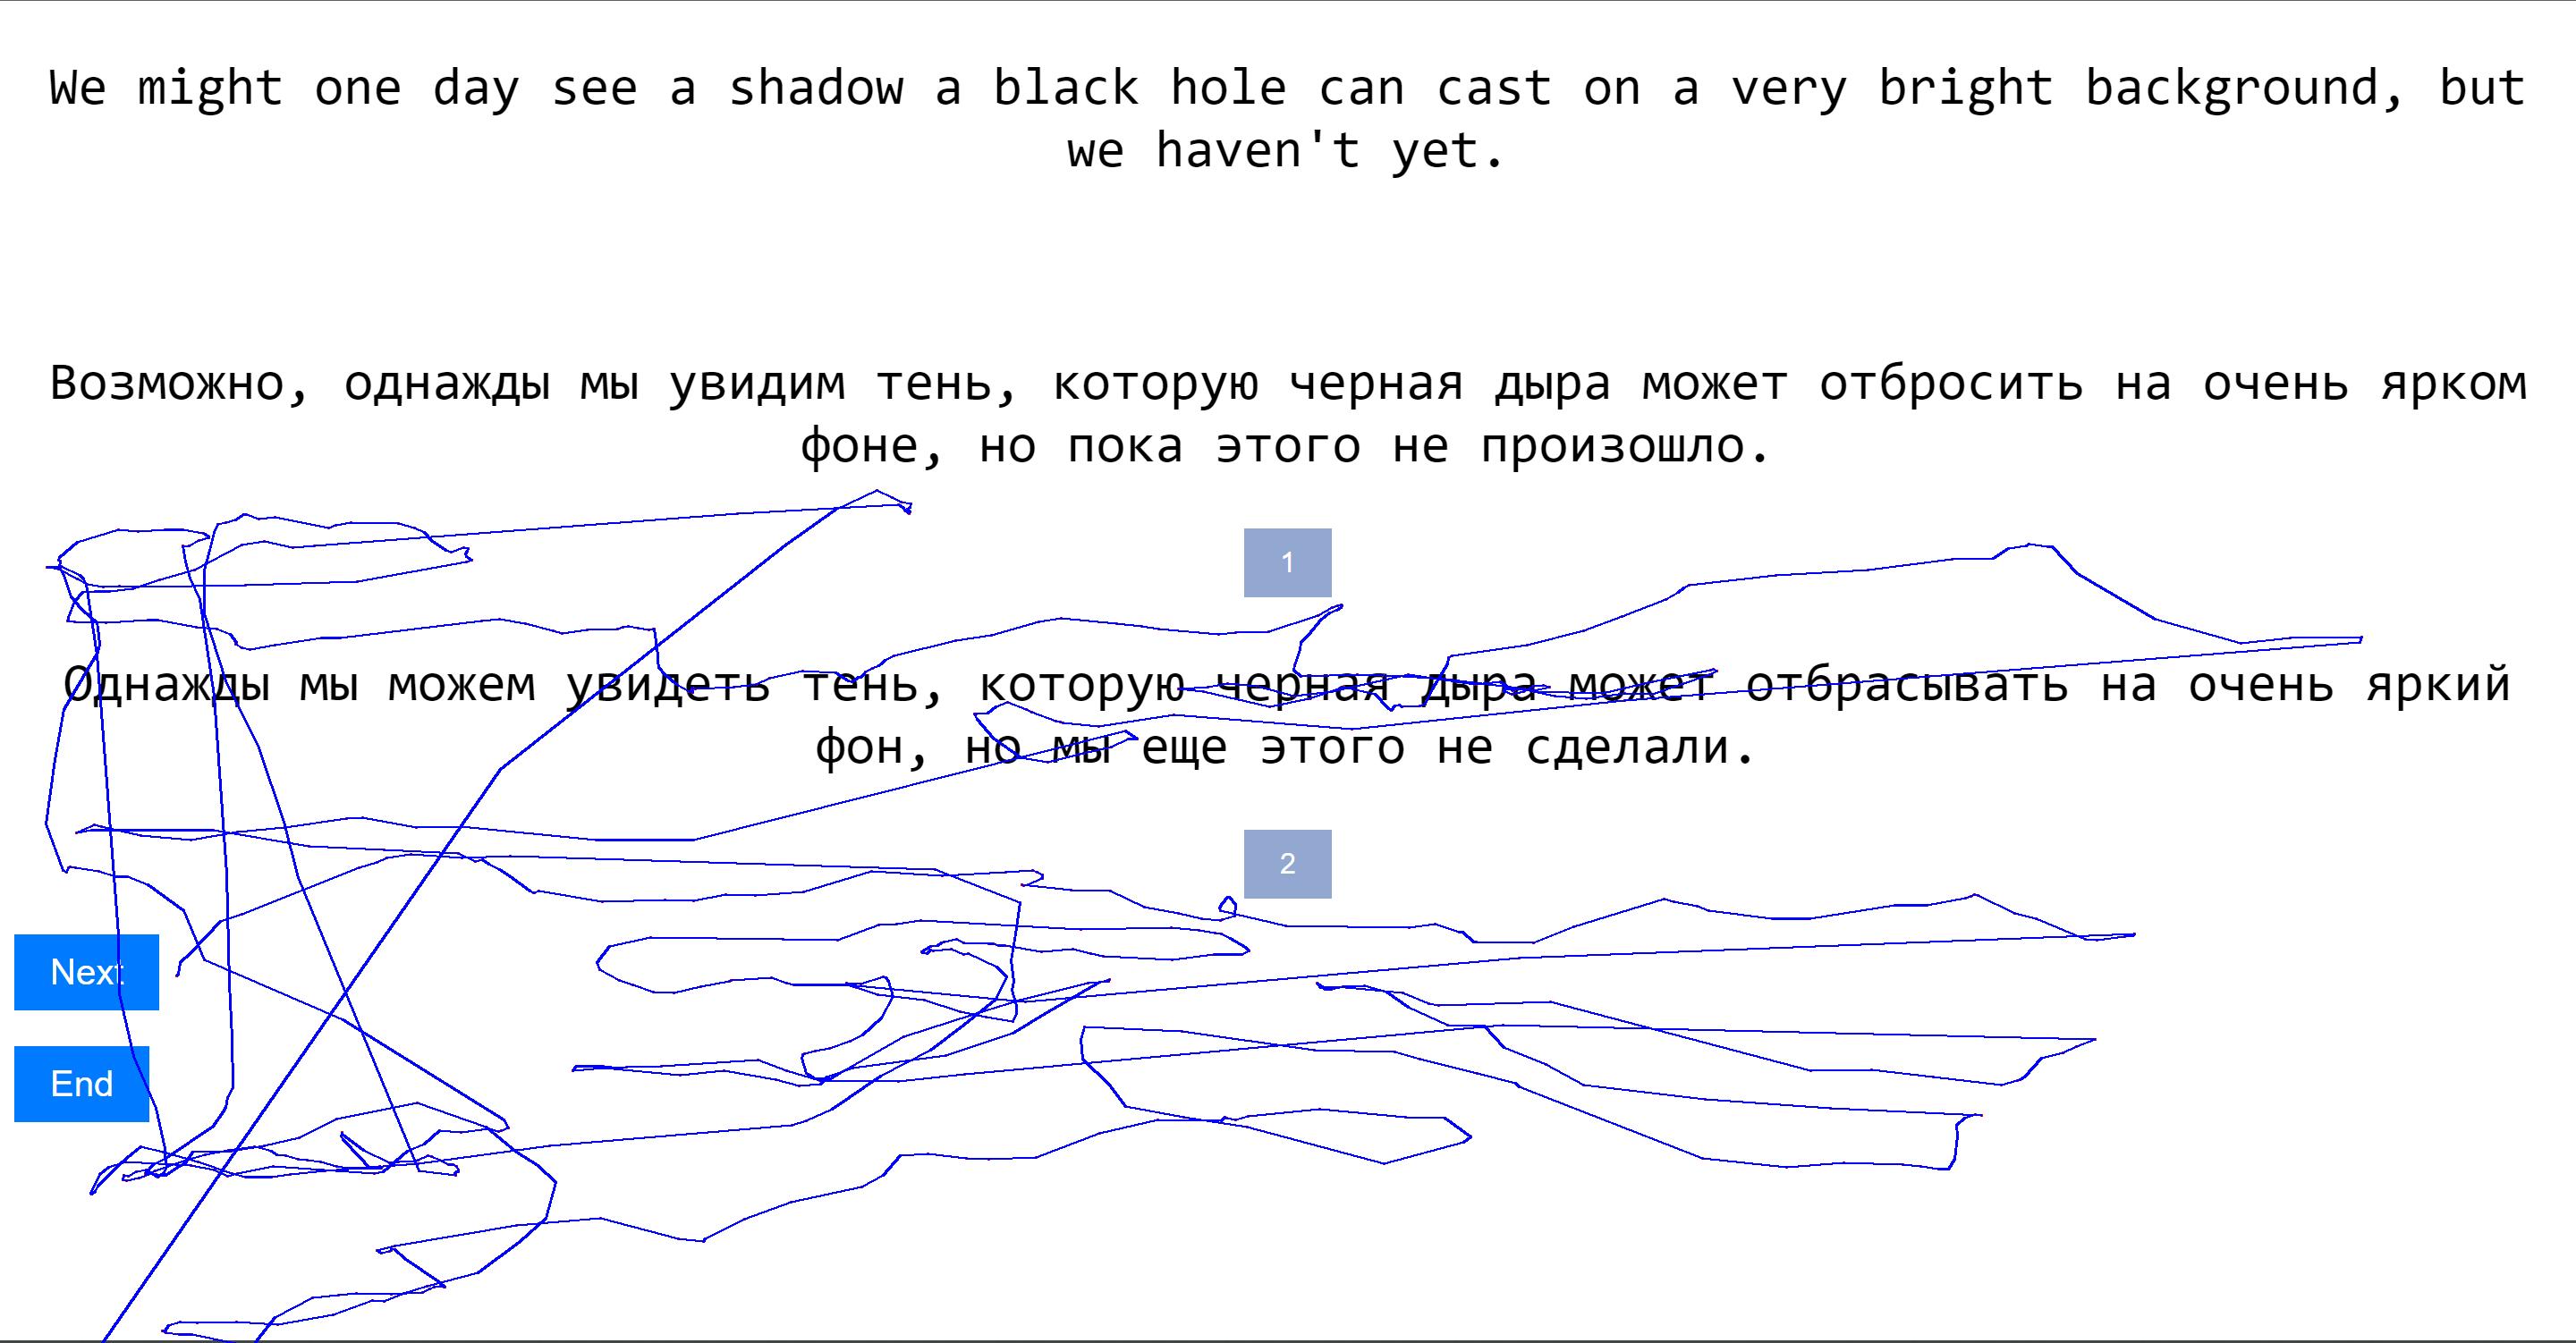 We might one day see a shadow a black hole can cast on a very bright background, but
we haven't yet.
Возможно, однажды мы увидим тень, которую черная дыра может отбросить на очень ярком
фоне, но пока этого не произошло.
1
Однажды мы можем увидеть тень, которую черная дыра может отбрасывать на очень яркий
фон, но мы еще этого не сделали.
2
Next
End